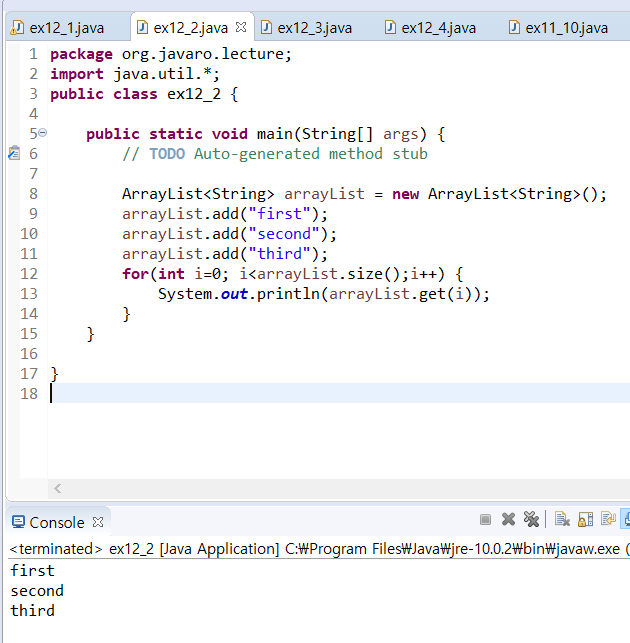 ex12_1.java ex12_2.java ex12_3.java ex12_4.java ex11_10.java
1 package org.javaro.lecture;
2 import java.util.*;
3 public class ex12_2 {
4
5 public static void main(String[] args) {
6 // TODO Auto-generated method stub
7
8 ArrayList<String> arrayList = new ArrayList<String>();
9 arrayList.add("first");
10 arrayList.add("second");
11 arrayList.add("third");
12 for(int i=0; i<arrayList.size();i++) {
13 System.out.println(arrayList.get(i));
14 }
15 }
16
17 }
18
Console
<terminated> ex12_2 [Java Application] C:₩Program Files₩Java₩jre-10.0.2₩bin₩javaw.exe (
first
second
third